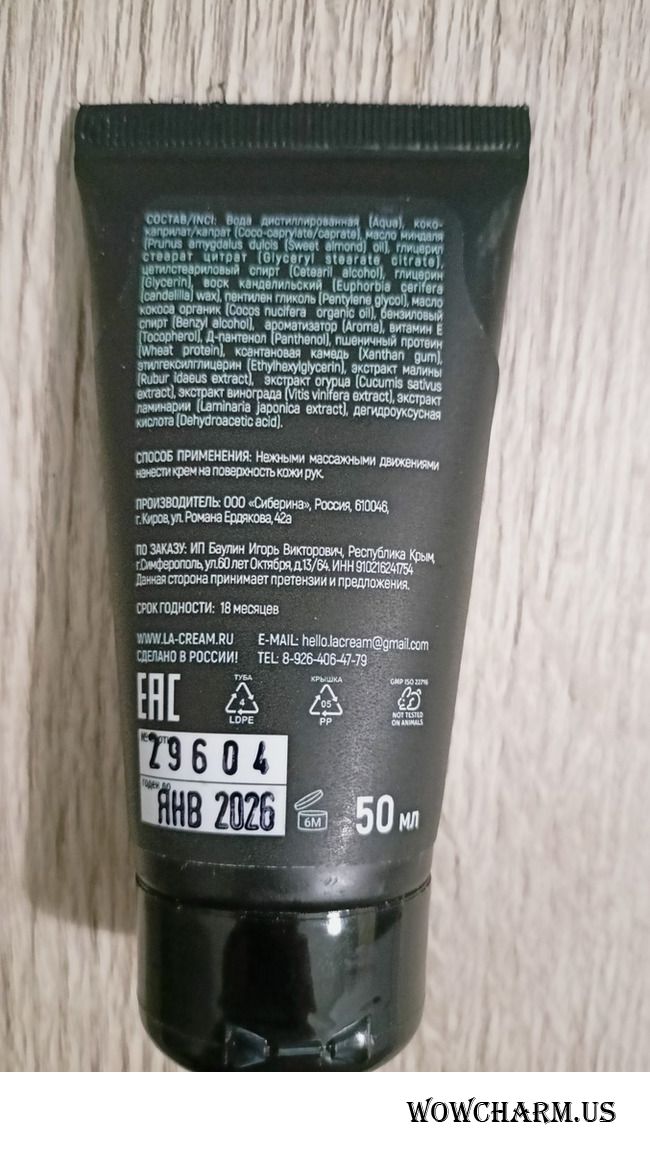 СОСТАВ/INCI: Вода дистиллированная (Aqua), коко-
каприлат/капрат (Coco-caprylate/caprate), масло миндаля
(Prunus amygdalus dulcis (Sweet almond) oil), глицерил
стеарат цитрат (Glyceryl stearate citrate),
цетилстеариловый спирт (Cetearil alcohol), глицерин
(Glycerin), воск канделильский (Euphorbia cerifera
(candelilla) wax), пентилен гликоль (Pentylene glycol), масло
кокоса органик (Cocos nucifera organic oil), бензиловый
спирт (Benzyl alcohol), ароматизатор (Aroma), витамин Е
(Tocopherol), Д-пантенол (Panthenol), пшеничный протеин
(Wheat protein), ксантановая камедь (Xanthan gum),
этилгексилглицерин (Ethylhexylglycerin), экстракт малины
(Rubur idaeus extract), экстракт огурца (Cucumis sativus
extract), экстракт винограда (Vitis vinifera extract), экстракт
ламинарии (Laminaria japonica extract), дегидроуксусная
кислота (Dehydroacetic acid).
СПОСОБ ПРИМЕНЕНИЯ: Нежными массажными движениями
нанести крем на поверхность кожи рук.
ПРОИЗВОДИТЕЛЬ: ООО «Сиберина», Россия, 610046,
г. Киров, ул. Романа Ердякова, 42а
ПО ЗАКАЗУ: ИП Баулин Игорь Викторович, Республика Крым,
г.Симферополь, ул.60 лет Октября, д.13/64. ИНН 910216241754
Данная сторона принимает претензии и предложения.
СРОК ГОДНОСТИ: 18 месяцев
WWW.LA-CREAM.RU E-MAIL: hello.lacream@gmail.com
СДЕЛАНО В РОССИИ! TEL: 8-926-406-47-79
EAC
ТУБА
4
LDPE
КРЫШКА
05
PP
GMP ISO 22716
NOT TESTED
ON ANIMALS
29604
годен до
ЯНВ 2026
6M
50 мл
WOWCHARM.US